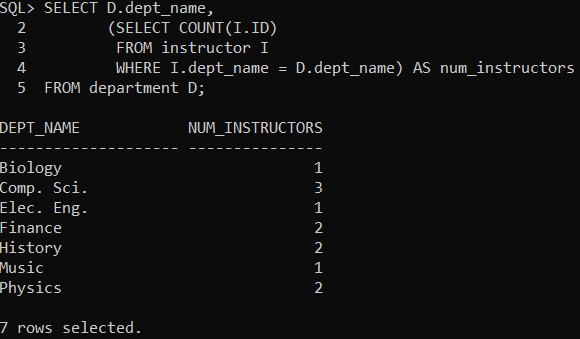 SQL> SELECT D.dept_name,
  2         (SELECT COUNT(I.ID)
  3          FROM instructor I
  4          WHERE I.dept_name = D.dept_name) AS num_instructors
  5  FROM department D;

DEPT_NAME            NUM_INSTRUCTORS
-------------------- ---------------
Biology                            1
Comp. Sci.                         3
Elec. Eng.                         1
Finance                            2
History                            2
Music                              1
Physics                            2

7 rows selected.